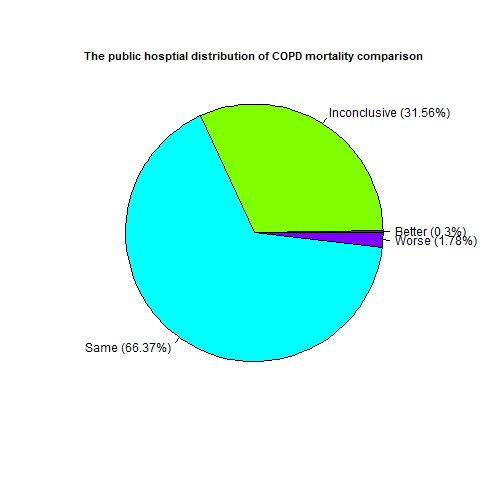 The public hosptial distribution of COPD mortality comparison
Inconclusive (31.56%)
Better (0.3%)
Worse (1.78%)
Same (66.37%)